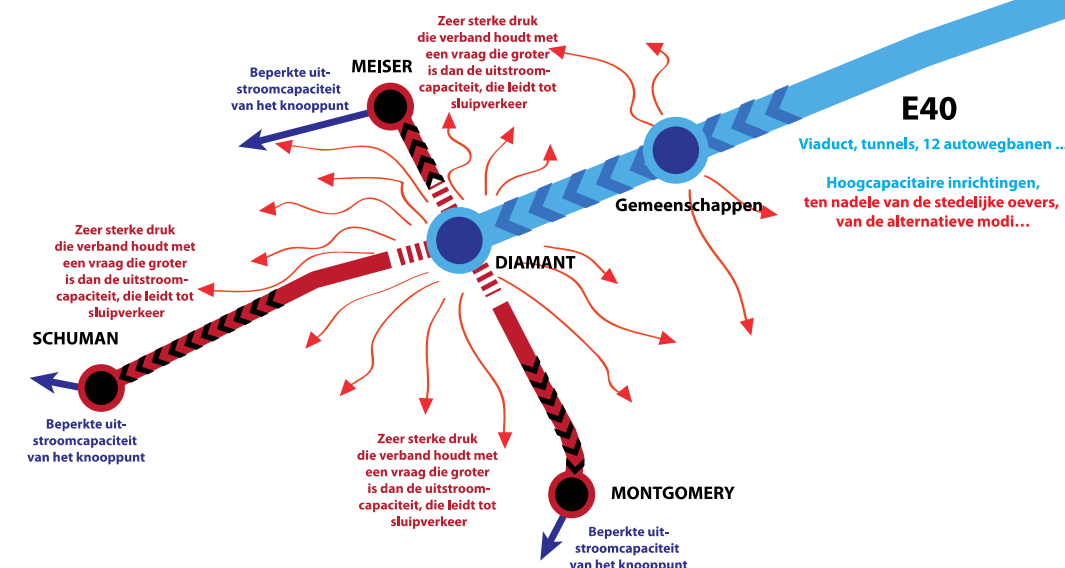 Zeer sterke druk
die verband houdt met
een vraag die groter
is dan de uitstroom-
capaciteit, die leidt tot
sluipverkeer
MEISER
Beperkte uit-
stroomcapaciteit
van het knooppunt
E40
Viaduct, tunnels, 12 autowegbanen ...
Hoogcapacitaire inrichtingen,
ten nadele van de stedelijke oevers,
van de alternatieve modi…
Gemeenschappen
DIAMANT
Zeer sterke druk
die verband houdt met
een vraag die groter
is dan de uitstroom-
capaciteit, die leidt tot
sluipverkeer
SCHUMAN
Beperkte uit-
stroomcapaciteit
van het knooppunt
Zeer sterke druk
die verband houdt met
een vraag die groter
is dan de uitstroom-
capaciteit, die leidt tot
sluipverkeer
MONTGOMERY
Beperkte uit-
stroomcapaciteit
van het knooppunt